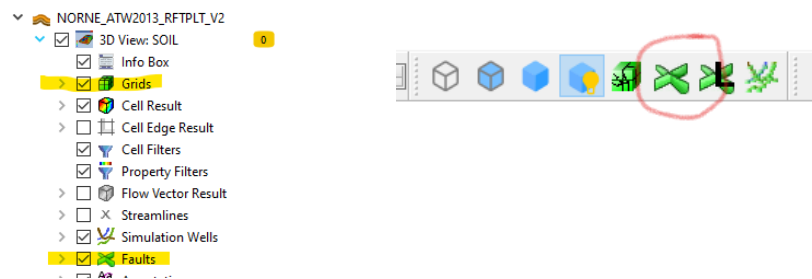 NORNE_ATW2013_RFTPLT_V2
3D View: SOIL 0
Info Box
Grids
Cell Result
Cell Edge Result
Cell Filters
Property Filters
Flow Vector Result
Streamlines
Simulation Wells
Faults
L